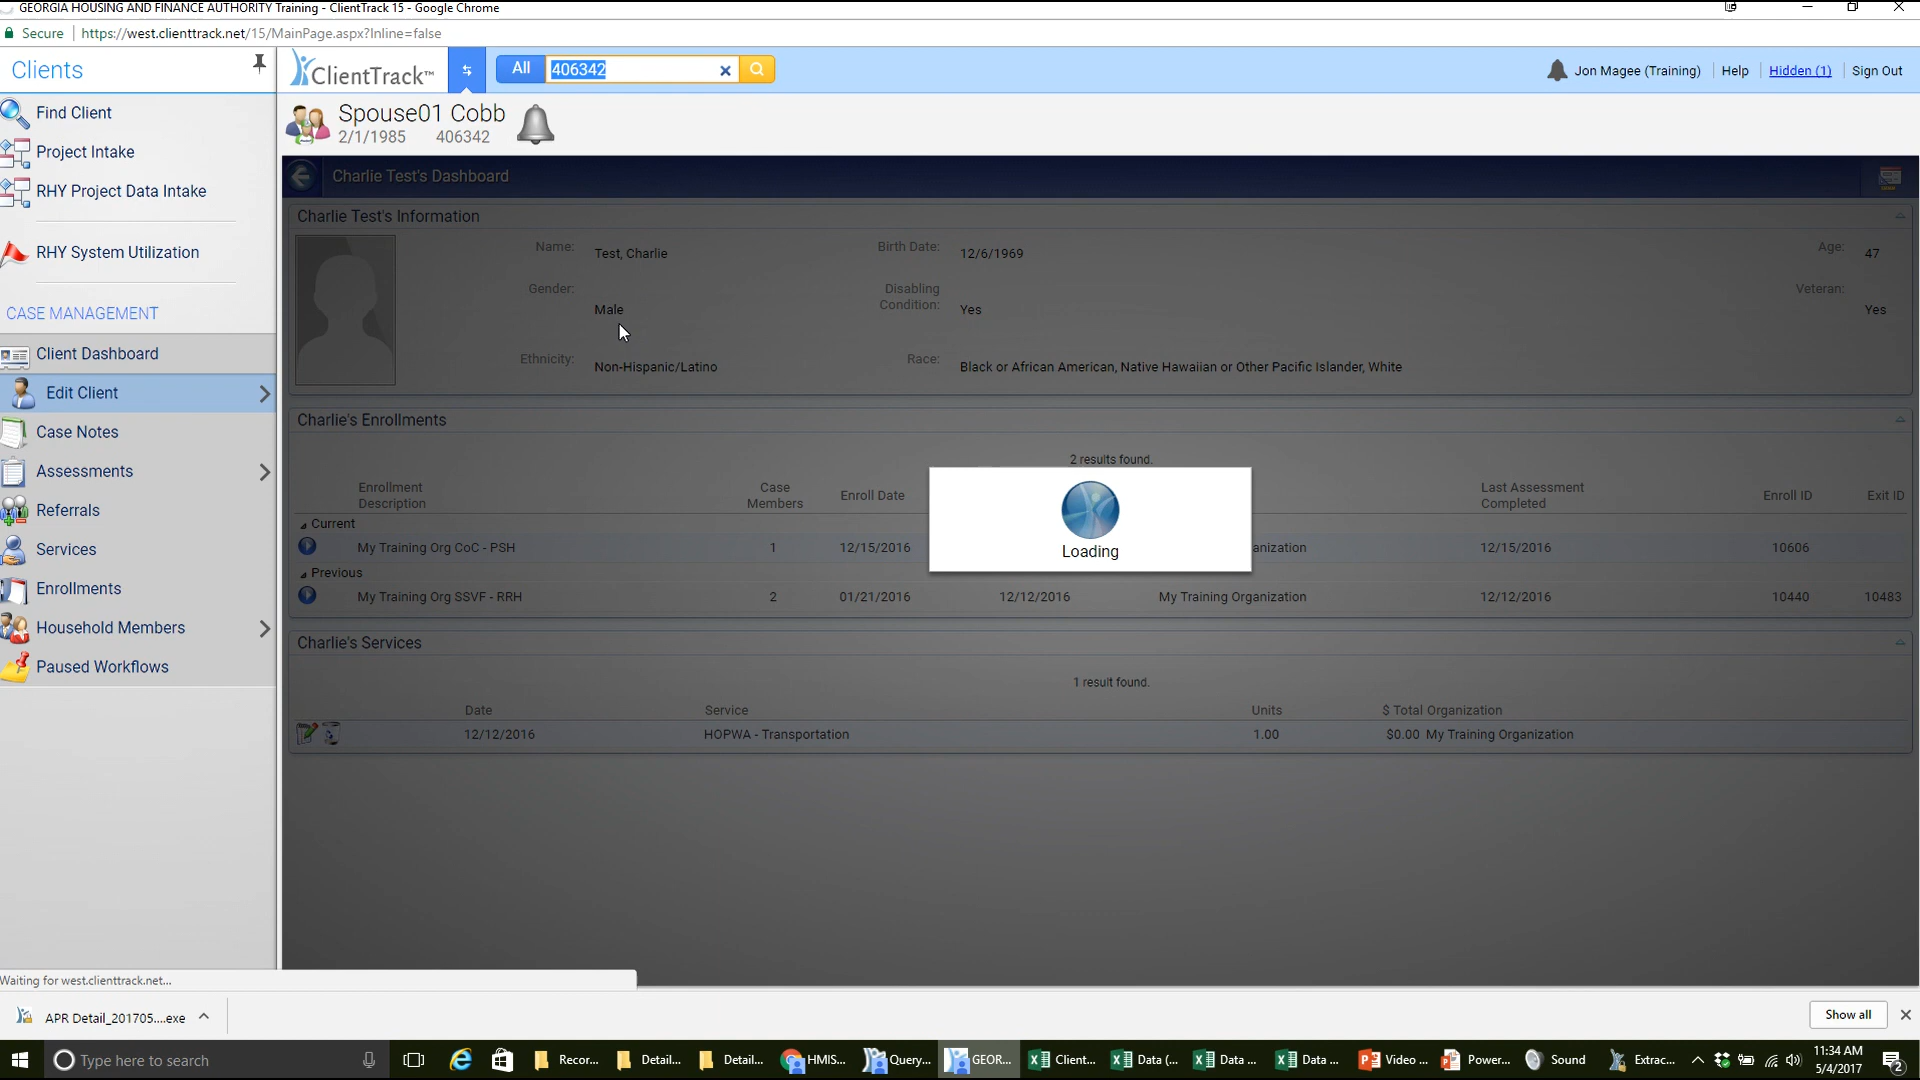 GEORGIA HOUSING AND FINANCE AUTHORITY Training - ClientTrack 15 - Google Chrome
Secure https://west.clienttrack.net/15/MainPage.aspx?Inline=false
Clients
ClientTrack™ All 406342
Jon Magee (Training) Help Hidden (1) Sign Out
Find Client
Project Intake
RHY Project Data Intake
RHY System Utilization
CASE MANAGEMENT
Client Dashboard
Edit Client
Case Notes
Assessments
Referrals
Services
Enrollments
Household Members
Paused Workflows
Spouse01 Cobb
2/1/1985 406342
Charlie Test's Dashboard
Charlie Test's Information
Name: Test, Charlie Birth Date: 12/6/1969 Age: 47
Gender: Male Disabling Condition: Yes Veteran: Yes
Ethnicity: Non-Hispanic/Latino Race: Black or African American, Native Hawaiian or Other Pacific Islander, White
Charlie's Enrollments
2 results found.
Enrollment Description Case Members Enroll Date Last Assessment Completed Enroll ID Exit ID
Current
My Training Org CoC - PSH 1 12/15/2016 anization 12/15/2016 10606
Previous
My Training Org SSVF - RRH 2 01/21/2016 12/12/2016 My Training Organization 12/12/2016 10440 10483
Loading
Charlie's Services
1 result found.
Date Service Units $ Total Organization
12/12/2016 HOPWA - Transportation 1.00 $0.00 My Training Organization
Waiting for west.clienttrack.net...
APR Detail_201705....exe
Show all
Type here to search
Recor... Detail... Detail... HMIS... Query... GEOR... Client... Data (... Data ... Data ... Video ... Power... Sound Extrac...
11:34 AM
5/4/2017
2